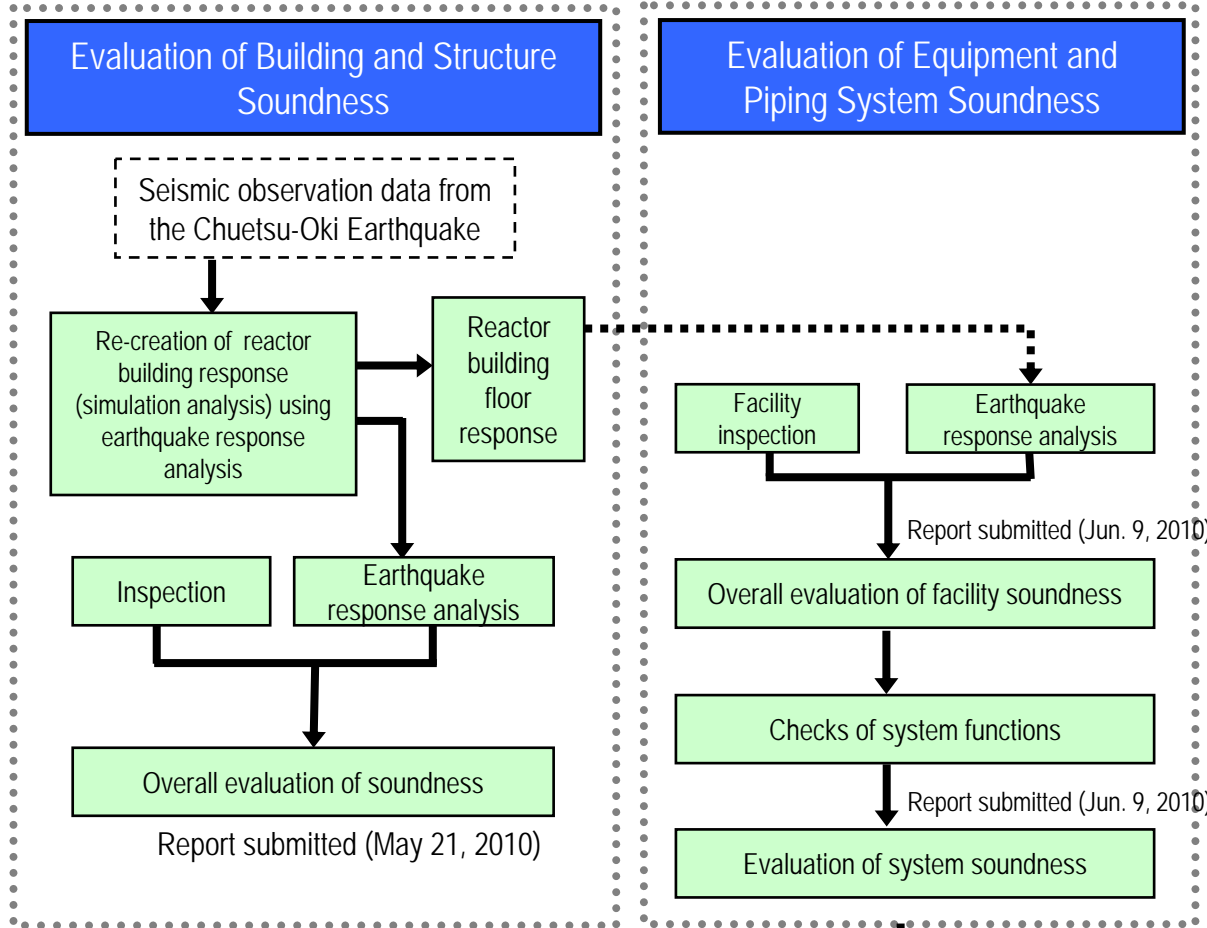 Evaluation of Building and Structure
Soundness
Seismic observation data from
the Chuetsu-Oki Earthquake
Re-creation of reactor
building response
(simulation analysis) using
earthquake response
analysis
Reactor
building
floor
response
Inspection
Earthquake
response analysis
Overall evaluation of soundness
Report submitted (May 21, 2010)
Evaluation of Equipment and
Piping System Soundness
Facility
inspection
Earthquake
response analysis
Report submitted (Jun. 9, 2010)
Overall evaluation of facility soundness
Checks of system functions
Report submitted (Jun. 9, 2010)
Evaluation of system soundness